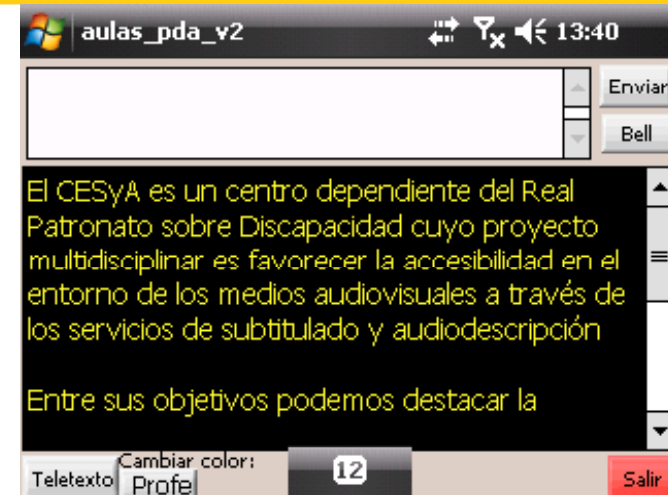 aulas_pda_v2 13:40
Enviar
Bell
El CESyA es un centro dependiente del Real
Patronato sobre Discapacidad cuyo proyecto
multidisciplinar es favorecer la accesibilidad en el
entorno de los medios audiovisuales a través de
los servicios de subtitulado y audiodescripción
Entre sus objetivos podemos destacar la
Cambiar color:
Teletexto Profe 12 Salir